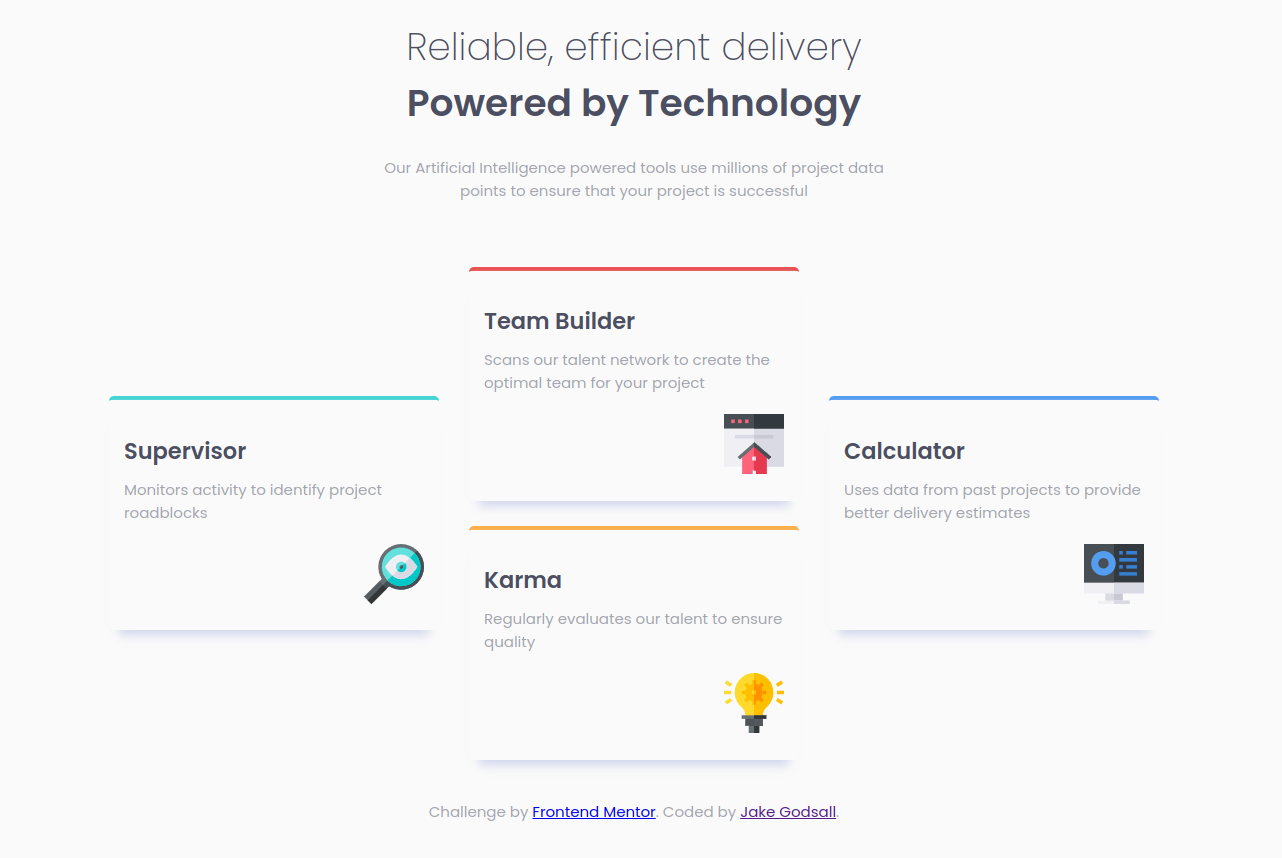 Reliable, efficient delivery
Powered by Technology
Our Artificial Intelligence powered tools use millions of project data
points to ensure that your project is successful
Supervisor
Monitors activity to identify project
roadblocks
Team Builder
Scans our talent network to create the
optimal team for your project
Karma
Regularly evaluates our talent to ensure
quality
Calculator
Uses data from past projects to provide
better delivery estimates
Challenge by Frontend Mentor. Coded by Jake Godsall.